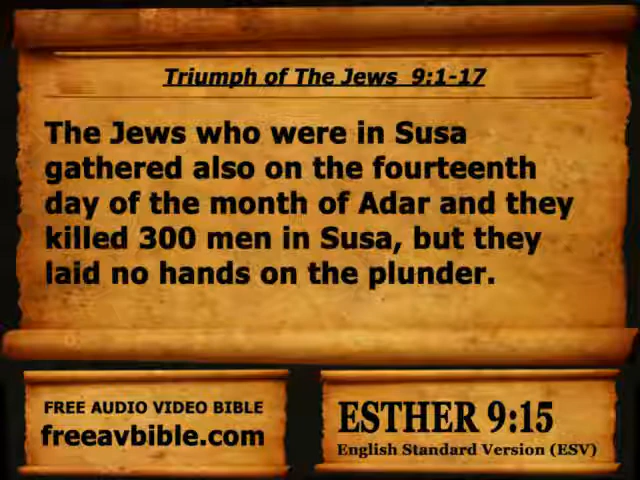 Triumph of The Jews  9:1-17
The Jews who were in Susa
gathered also on the fourteenth
day of the month of Adar and they
killed 300 men in Susa, but they
laid no hands on the plunder.
FREE AUDIO VIDEO BIBLE
freeavbible.com
ESTHER 9:15
English Standard Version (ESV)